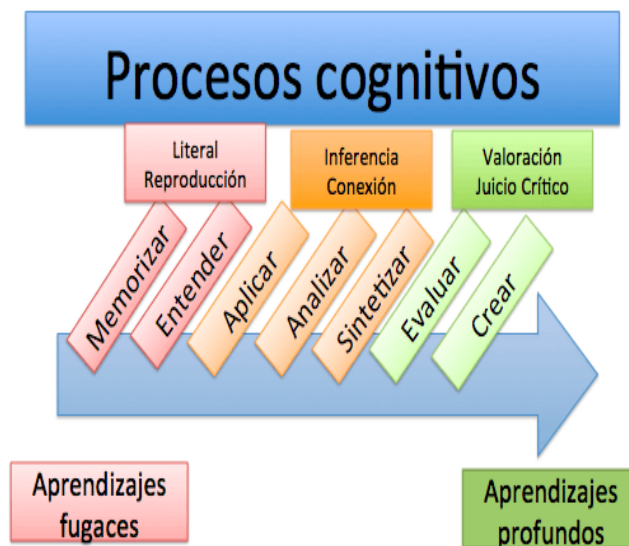 Procesos cognitivos
Literal
Reproducción
Inferencia
Conexión
Valoración
Juicio Crítico
Memorizar
Entender
Aplicar
Analizar
Sintetizar
Evaluar
Crear
Aprendizajes
fugaces
Aprendizajes
profundos